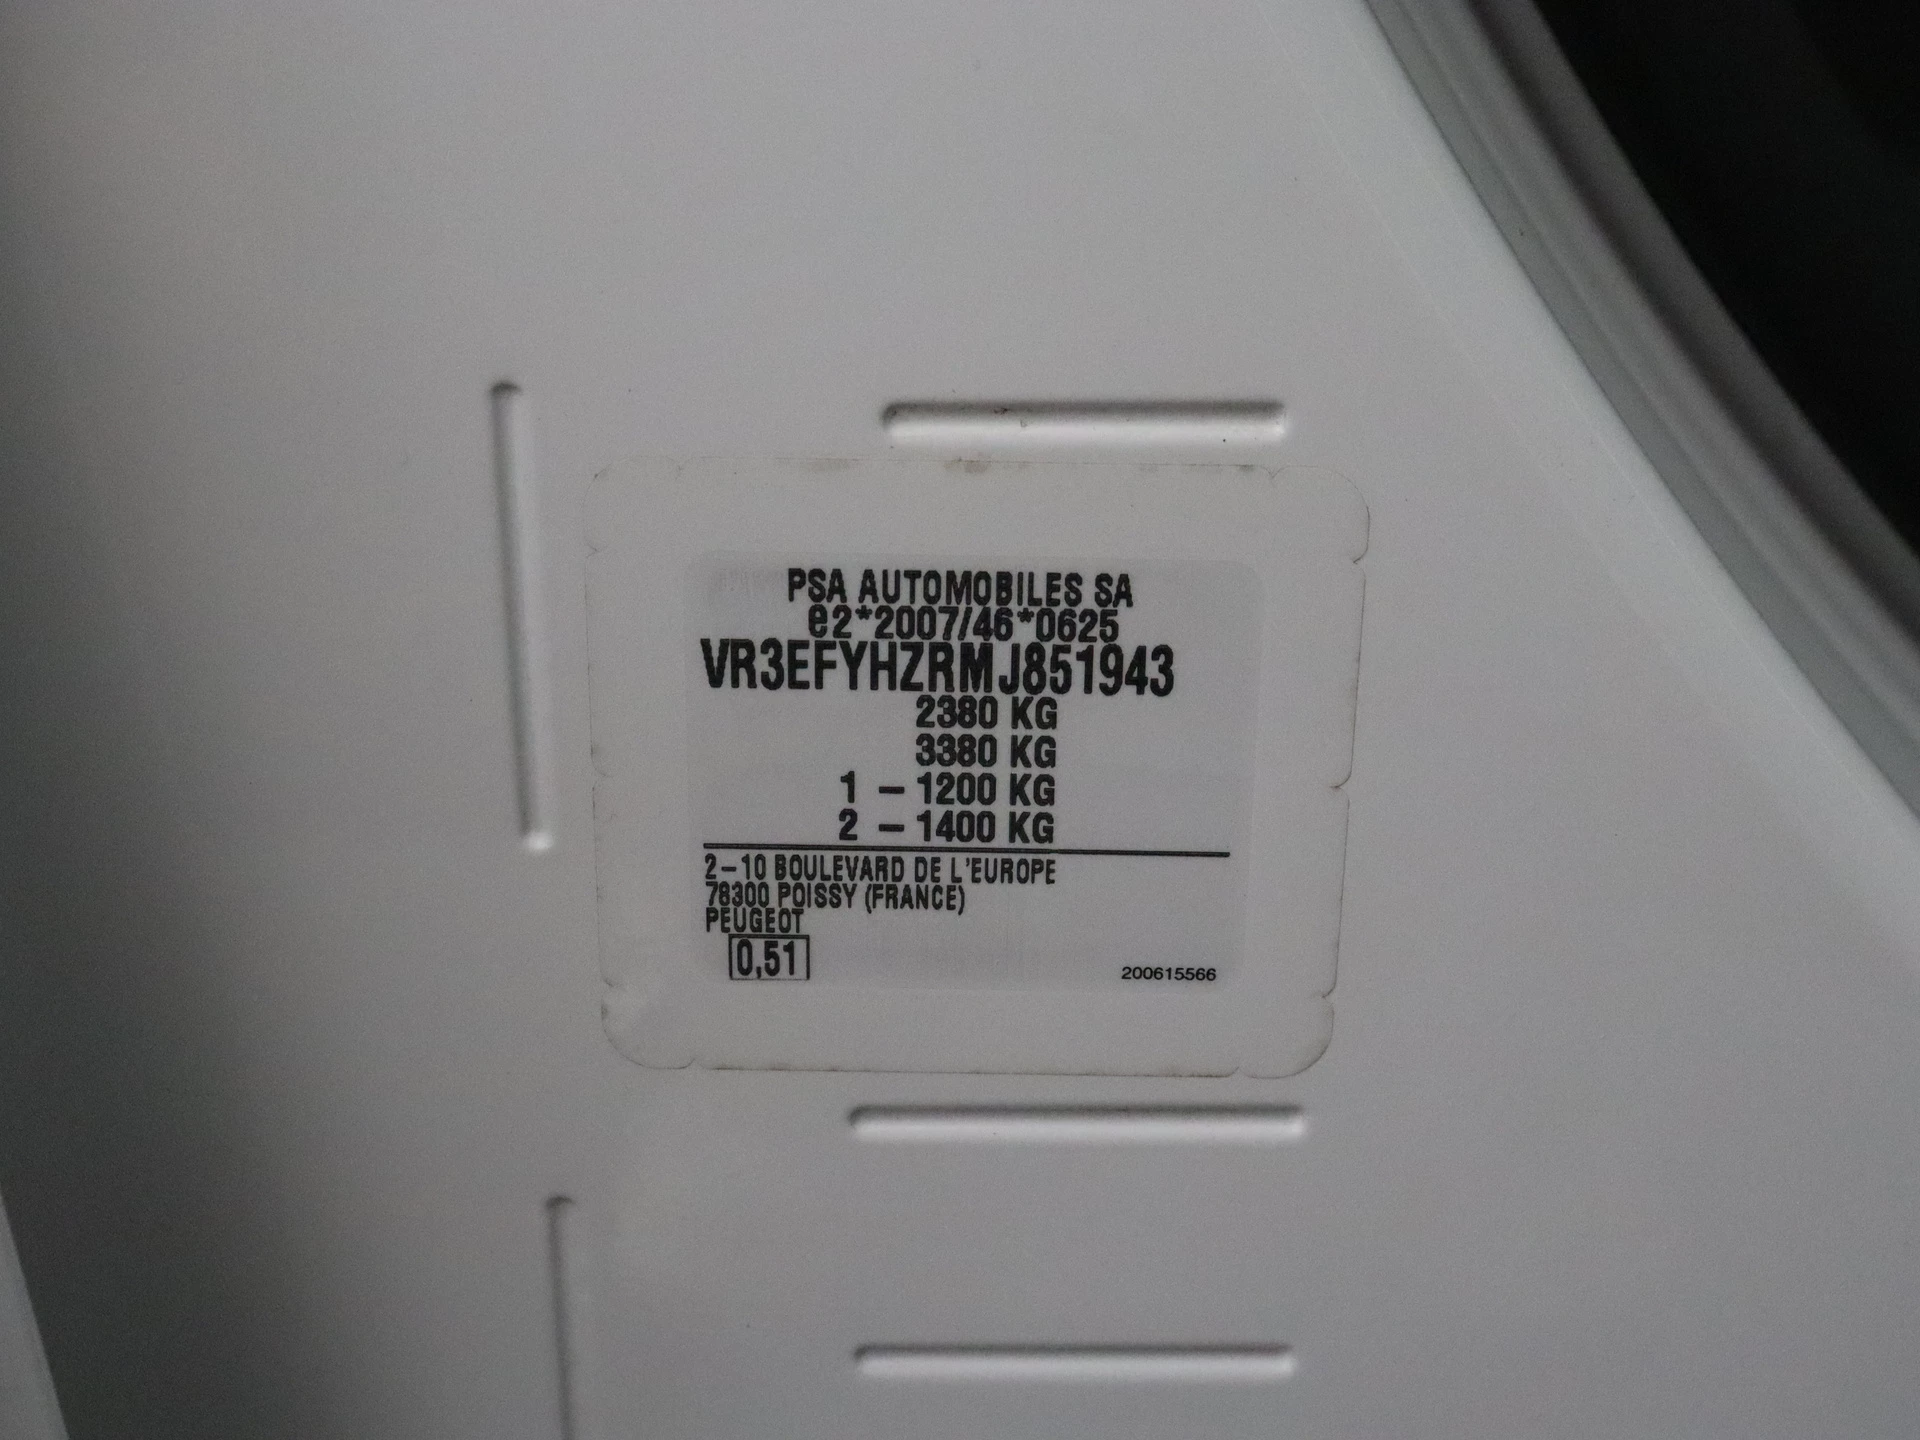 PSA AUTOMOBILES SA
e2*2007/46*0625
VR3EFYHZRMJ851943
2380 KG
3380 KG
1 – 1200 KG
2 – 1400 KG
2–10 BOULEVARD DE L'EUROPE
78300 POISSY (FRANCE)
PEUGEOT
0,51
200615566